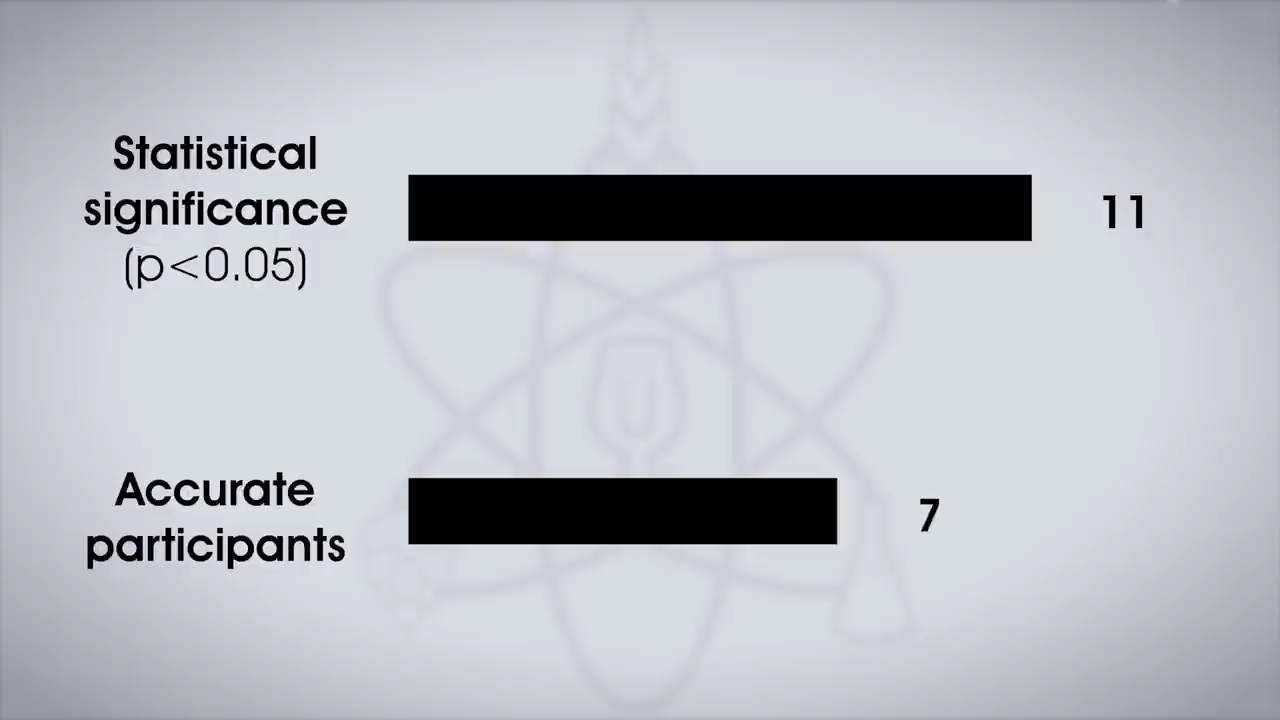 Statistical
significance
(p<0.05)
11
Accurate
participants
7